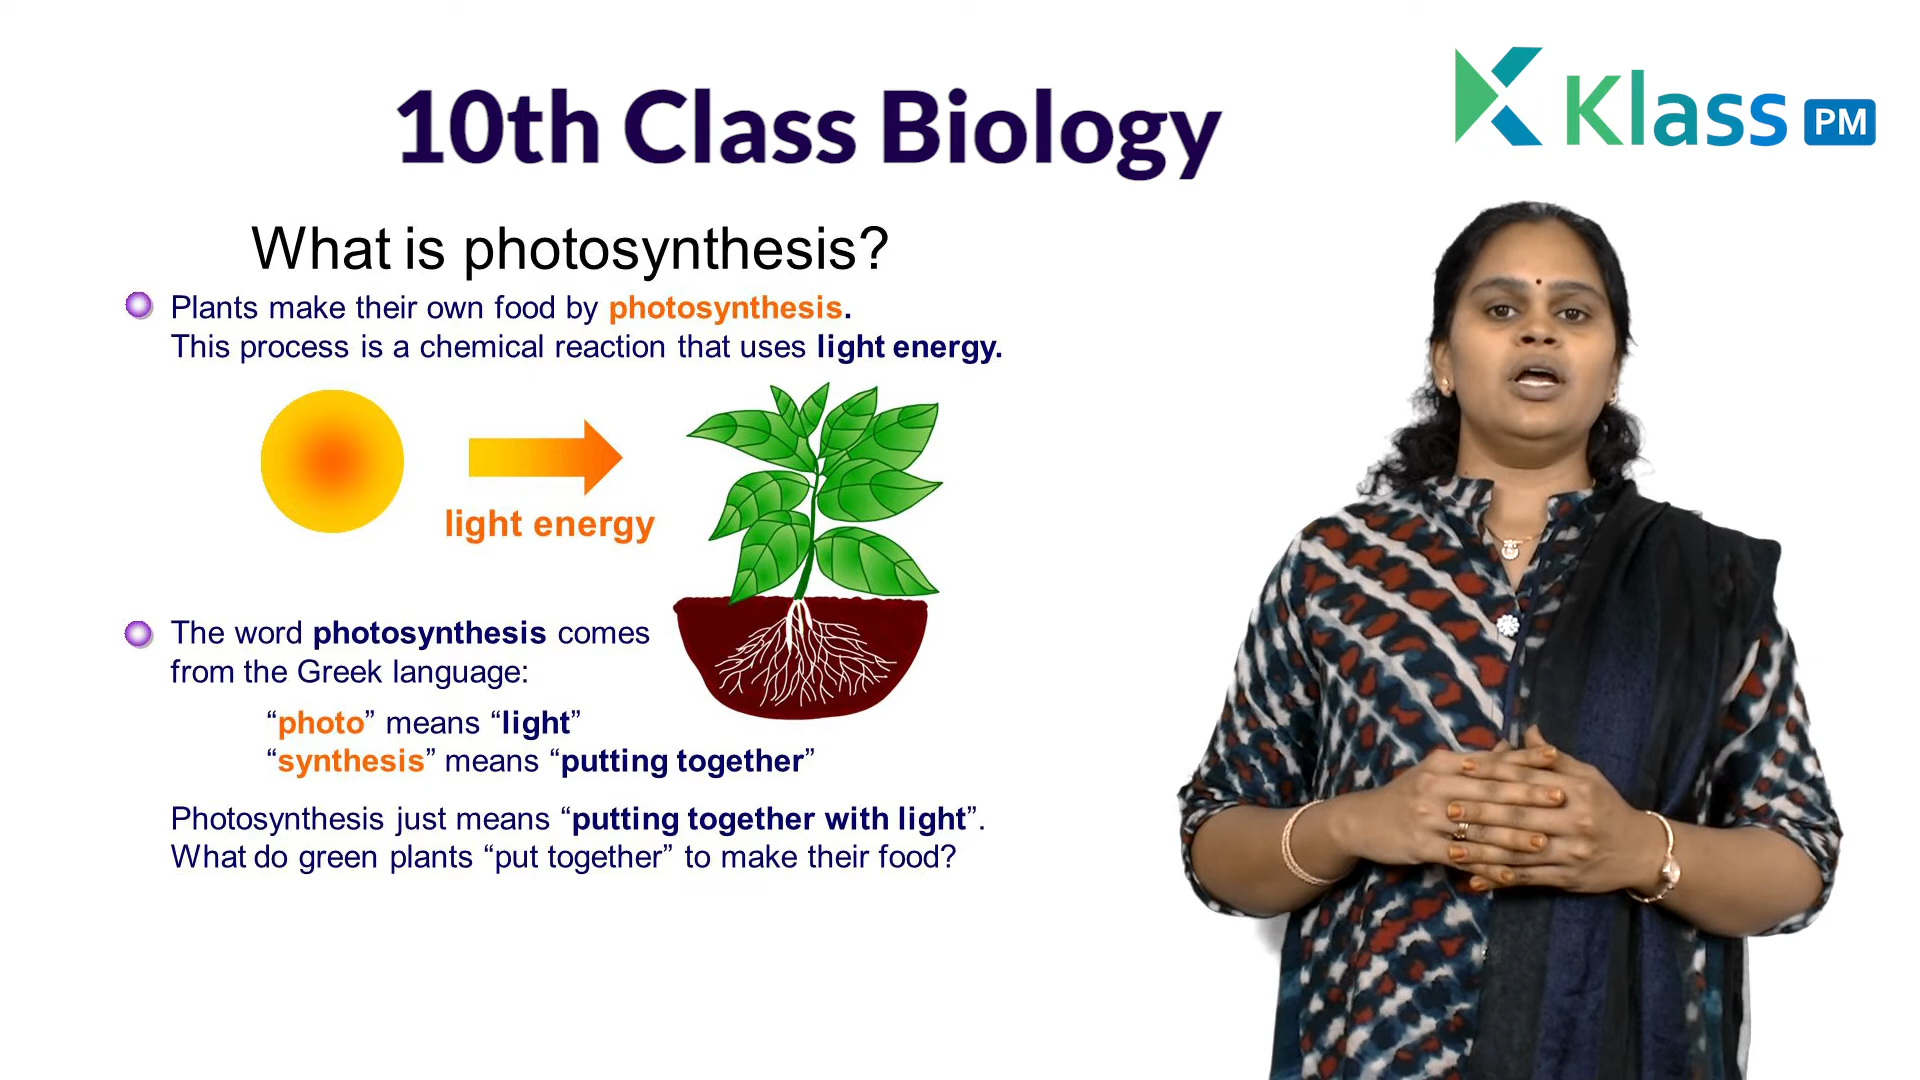 10th Class Biology
Klass PM
What is photosynthesis?
Plants make their own food by photosynthesis.
This process is a chemical reaction that uses light energy.
light energy
The word photosynthesis comes
from the Greek language:
“photo” means “light”
“synthesis” means “putting together”
Photosynthesis just means “putting together with light”.
What do green plants “put together” to make their food?